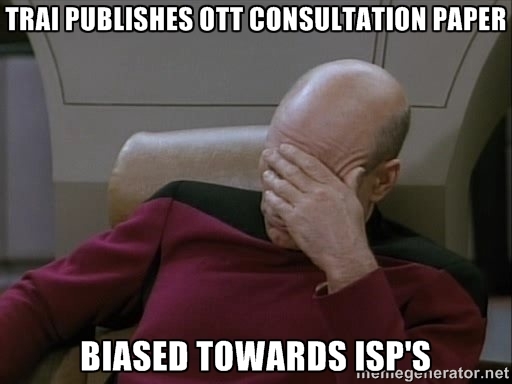 TRAI PUBLISHES OTT CONSULTATION PAPER
BIASED TOWARDS ISP'S
memegenerator.net